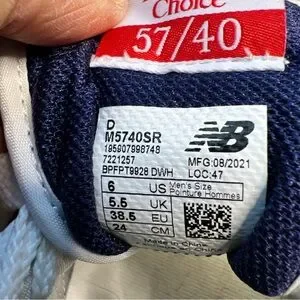 Choice
57/40
D
M5740SR
195907998748
7221257
BPFPT9928 DWH
MFG:08/2021
LOC:47
6 US Men's Size
Pointure Hommes
5.5 UK
38.5 EU
24 CM
Made in China